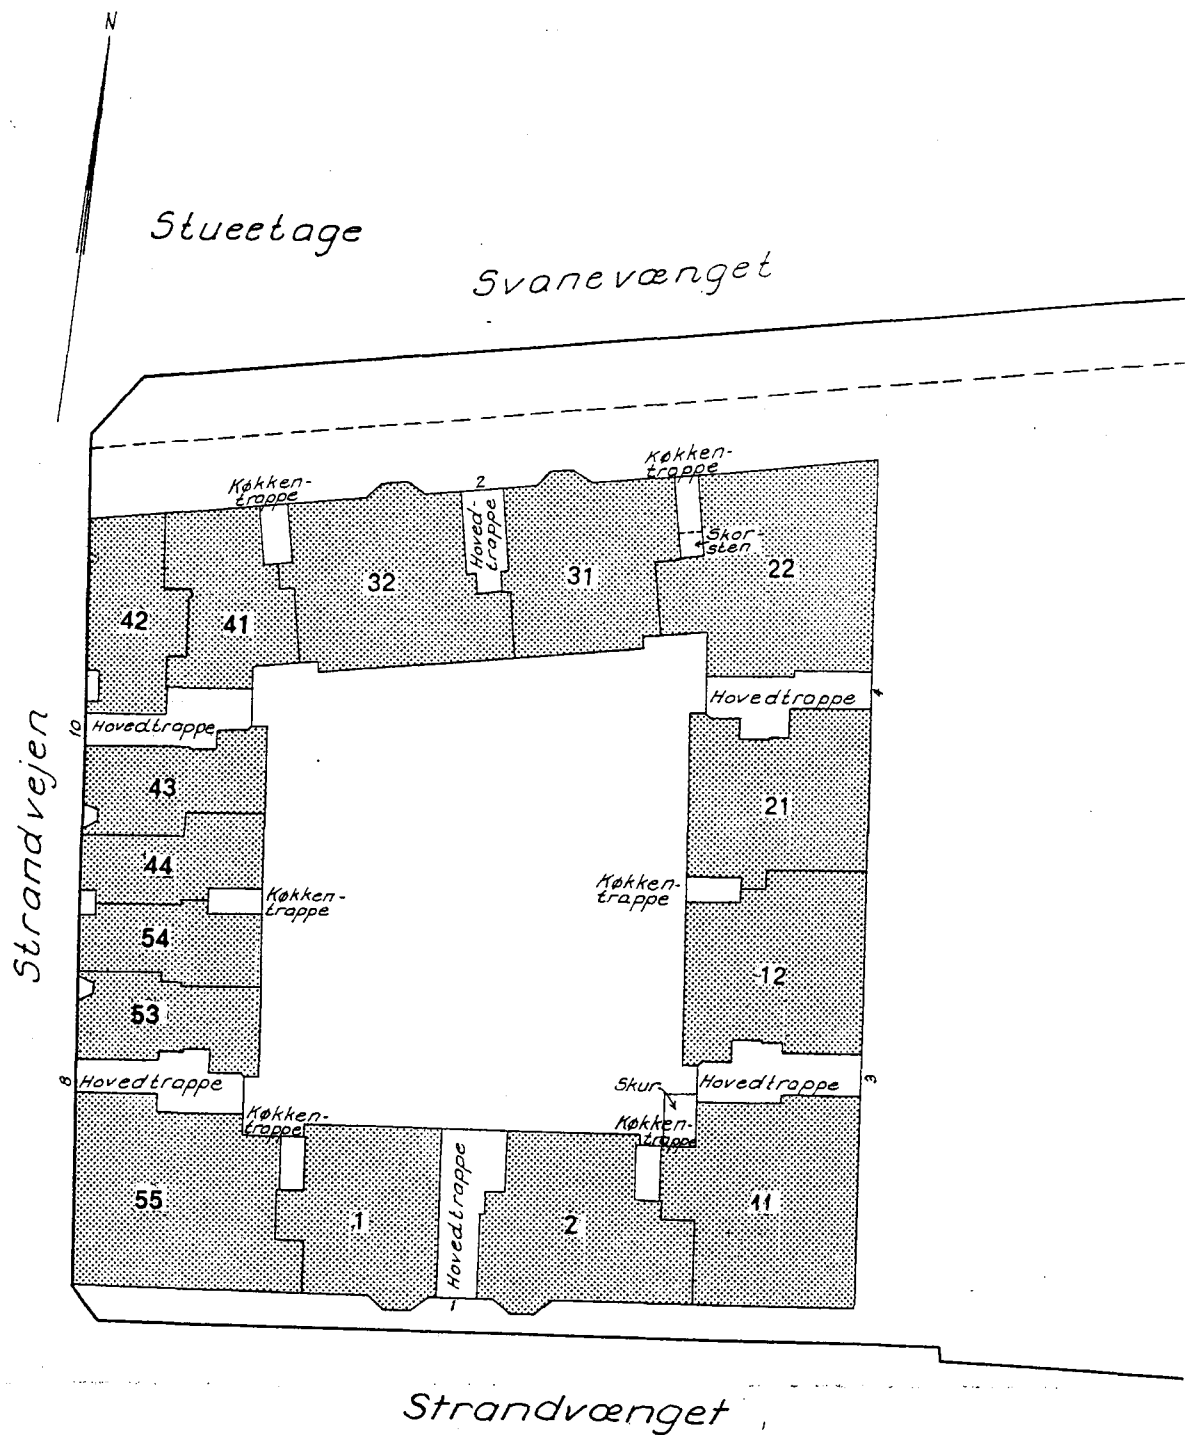 N
Stueetage
Svanevænget
Køkken-
trappe
2
Hoved-
trappe
Køkken-
trappe
Skor-
sten
42
41
32
31
22
Hovedtrappe
4
10
Hovedtrappe
Strandvejen
43
21
44
Køkken-
trappe
Køkken-
trappe
54
12
53
8
Hovedtrappe
Skur
Hovedtrappe
3
Køkken-
trappe
Køkken-
trappe
55
1
Hovedtrappe
2
11
1
Strandvænget